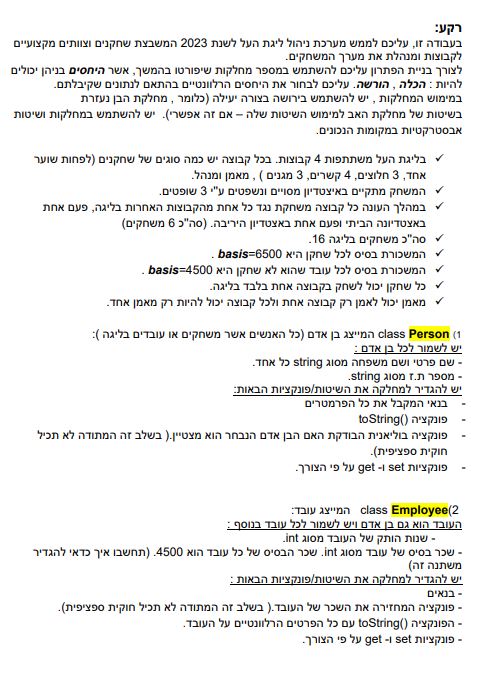 רקע:
בעבודה זו, עליכם לממש מערכת ניהול ליגת העל לשנת 2023 המשבצת שחקנים וצוותים מקצועיים
לקבוצות ומנהלת את מערך המשחקים.
לצורך בניית הפתרון עליכם להשתמש במספר מחלקות שיפורטו בהמשך, אשר היחסים בניהן יכולים
להיות : הכלה , הורשה. עליכם לבחור את היחסים הרלוונטיים בהתאם לנתונים שקיבלתם.
במימוש המחלקות , יש להשתמש בירושה בצורה יעילה (כלומר , מחלקת הבן נעזרת
בשיטות של מחלקת האב למימוש השיטות שלה – אם זה אפשרי). יש להשתמש במחלקות ושיטות
אבסטרקטיות במקומות הנכונים.
✓ בליגת העל משתתפות 4 קבוצות. בכל קבוצה יש כמה סוגים של שחקנים (לפחות שוער
אחד, 3 חלוצים, 4 קשרים, 3 מגנים ) , מאמן ומנהל.
✓ המשחק מתקיים באיצטדיון מסויים ונשפטים ע"י 3 שופטים.
✓ במהלך העונה כל קבוצה משחקת נגד כל אחת מהקבוצות האחרות בליגה, פעם אחת
באצטדיונה הביתי ופעם אחת באצטדיון היריבה. (סה"כ 6 משחקים)
✓ סה"כ משחקים בליגה 16.
✓ המשכורת בסיס לכל שחקן היא basis=6500 .
✓ המשכורת בסיס לכל עובד שהוא לא שחקן היא basis=4500 .
✓ כל שחקן יכול לשחק בקבוצה אחת בלבד בליגה.
✓ מאמן יכול לאמן רק קבוצה אחת ולכל קבוצה יכול להיות רק מאמן אחד.
1) class Person המייצג בן אדם (כל האנשים אשר משחקים או עובדים בליגה ):
יש לשמור לכל בן אדם :
- שם פרטי ושם משפחה מסוג string כל אחד.
- מספר ת.ז מסוג string.
יש להגדיר למחלקה את השיטות/פונקציות הבאות:
- בנאי המקבל את כל הפרמטרים
- פונקציה toString()
- פונקציה בוליאנית הבודקת האם הבן אדם הנבחר הוא מצטיין.( בשלב זה המתודה לא תכיל
חוקית ספציפית).
- פונקציות set ו- get על פי הצורך.
2) class Employee המייצג עובד:
העובד הוא גם בן אדם ויש לשמור לכל עובד בנוסף :
- שנות הותק של העובד מסוג int.
- שכר בסיס של עובד מסוג int. שכר הבסיס של כל עובד הוא 4500. (תחשבו איך כדאי להגדיר
משתנה זה)
יש להגדיר למחלקה את השיטות/פונקציות הבאות :
- בנאים
- פונקציה המחזירה את השכר של העובד.( בשלב זה המתודה לא תכיל חוקית ספציפית).
- הפונקציה toString() עם כל הפרטים הרלוונטיים על העובד.
- פונקציות set ו- get על פי הצורך.